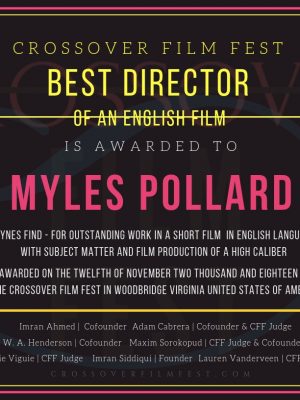 CROSSOVER FILM FEST
BEST DIRECTOR
OF AN ENGLISH FILM
IS AWARDED TO
MYLES POLLARD
YNES FIND - FOR OUTSTANDING WORK IN A SHORT FILM IN ENGLISH LANGU
WITH SUBJECT MATTER AND FILM PRODUCTION OF A HIGH CALIBER
AWARDED ON THE TWELFTH OF NOVEMBER TWO THOUSAND AND EIGHTEEN
E CROSSOVER FILM FEST IN WOODBRIDGE VIRGINIA UNITED STATES OF AM
Imran Ahmed | Cofounder Adam Cabrera | Cofounder & CFF Judge
W. A. Henderson | Cofounder Maxim Sorokopud | CFF Judge & Cofounde
ie Viguie | CFF Judge Imran Siddiqui | Founder Lauren Vanderveen | CF
CROSSOVERFILMFEST.COM